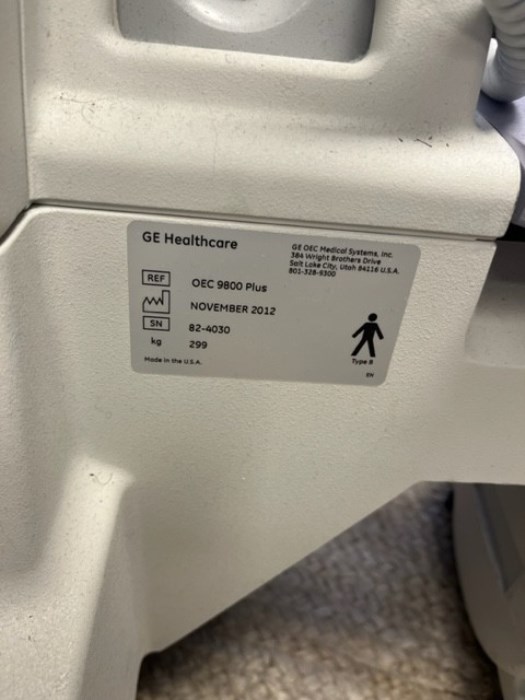 GE Healthcare
GE OEC Medical Systems, Inc.
384 Wright Brothers Drive
Salt Lake City, Utah 84116 U.S.A.
801-328-9300
REF OEC 9800 Plus
NOVEMBER 2012
SN 82-4030
kg 299
Made in the U.S.A.
Type B
EN